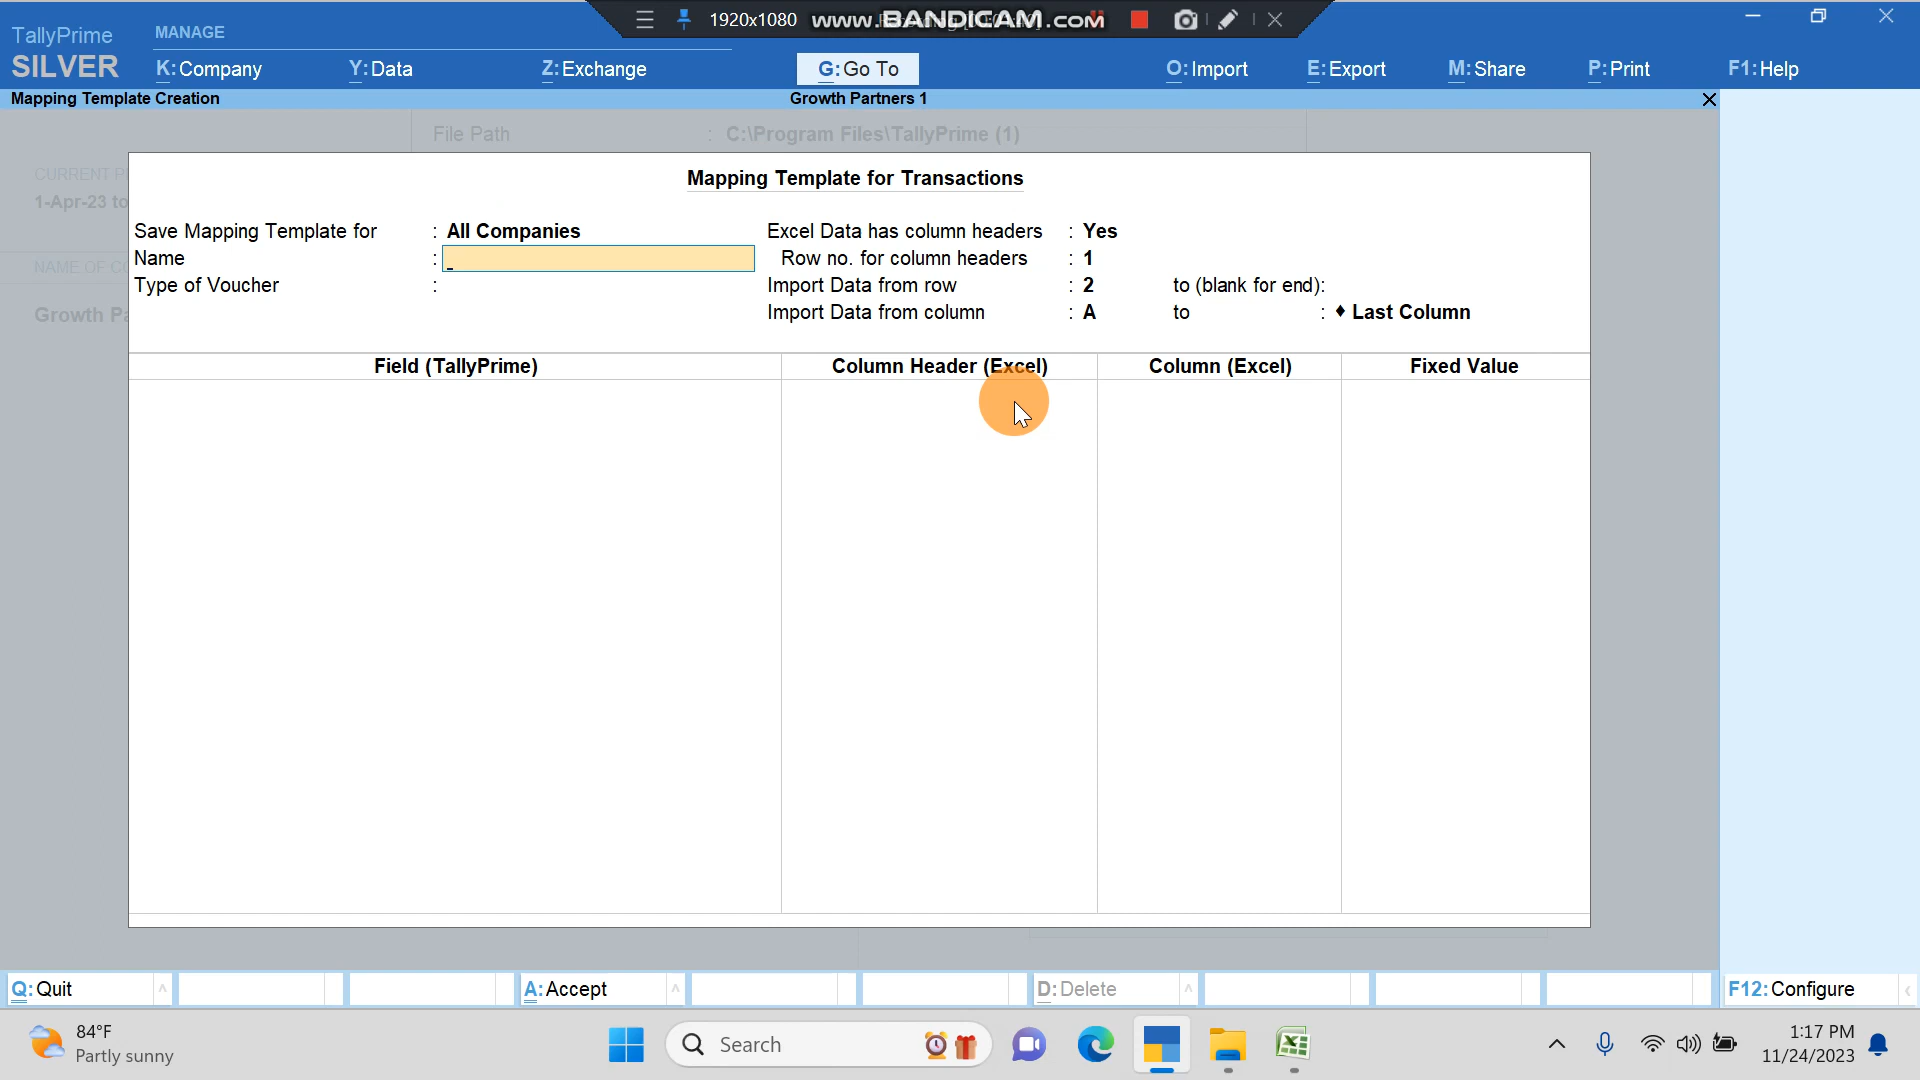 1920x1080 www.BANDICAM.com
TallyPrime MANAGE
SILVER K:Company Y:Data Z:Exchange G:Go To O:Import E:Export M:Share P:Print F1:Help
Mapping Template Creation Growth Partners 1
File Path : C:\Program Files\TallyPrime (1)
CURRENT P
1-Apr-23 to
NAME OF CO
Growth Pa
Mapping Template for Transactions
Save Mapping Template for : All Companies Excel Data has column headers : Yes
Name : Row no. for column headers : 1
Type of Voucher : Import Data from row : 2 to (blank for end):
Import Data from column : A to : ♦ Last Column
Field (TallyPrime) Column Header (Excel) Column (Excel) Fixed Value
Q:Quit A:Accept D:Delete F12:Configure
84°F
Partly sunny
Search
1:17 PM
11/24/2023